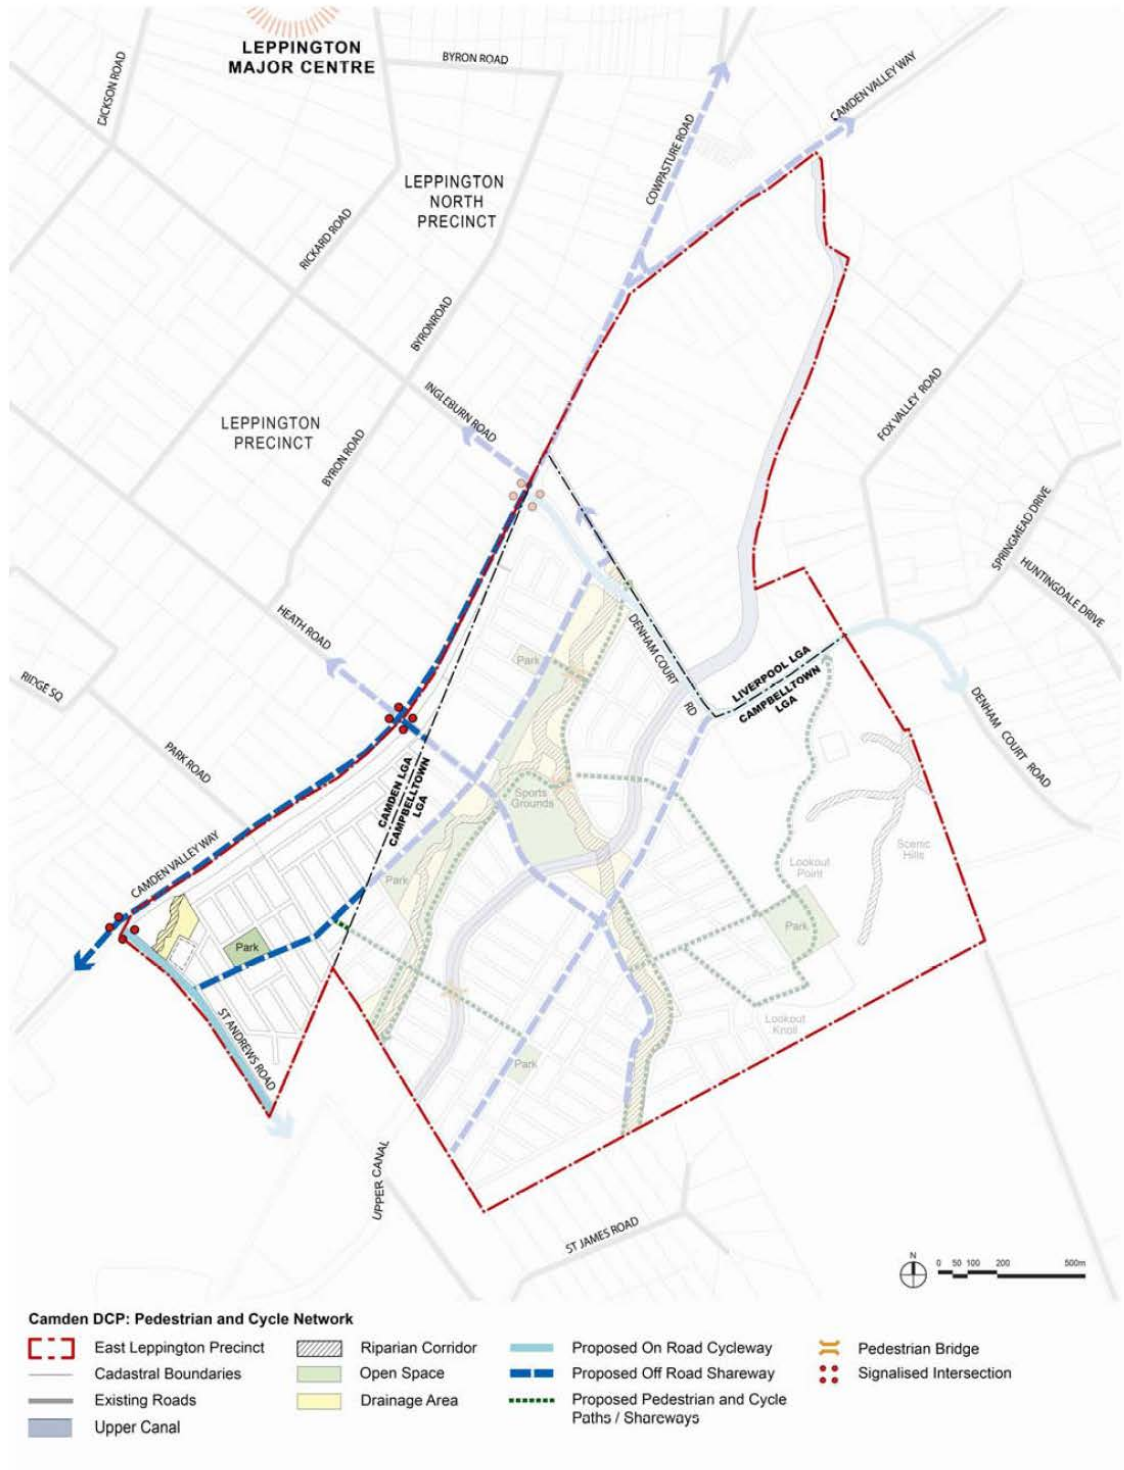 LEPPINGTON
MAJOR CENTRE
BYRON ROAD
DICKSON ROAD
CAMDEN VALLEY WAY
COWPASTURE ROAD
LEPPINGTON
NORTH
PRECINCT
RICKARD ROAD
BYRONROAD
INGLEBURN ROAD
LEPPINGTON
PRECINCT
BYRON ROAD
FOX VALLEY ROAD
SPRINGMEAD DRIVE
HUNTINGDALE DRIVE
HEATH ROAD
DENHAM COURT
RD
Park
RIDGE SQ
LIVERPOOL LGA
CAMPBELLTOWN
LGA
DENHAM COURT ROAD
PARK ROAD
CAMDEN LGA
CAMPBELLTOWN
LGA
Sports
Grounds
CAMDEN VALLEY WAY
Scenic
Hills
Lookout
Point
Park
Park
Park
ST ANDREWS ROAD
Lookout
Knoll
Park
UPPER CANAL
ST JAMES ROAD
N
0 50 100 200 500m
Camden DCP: Pedestrian and Cycle Network
East Leppington Precinct
Cadastral Boundaries
Existing Roads
Upper Canal
Riparian Corridor
Open Space
Drainage Area
Proposed On Road Cycleway
Proposed Off Road Shareway
Proposed Pedestrian and Cycle
Paths / Shareways
Pedestrian Bridge
Signalised Intersection